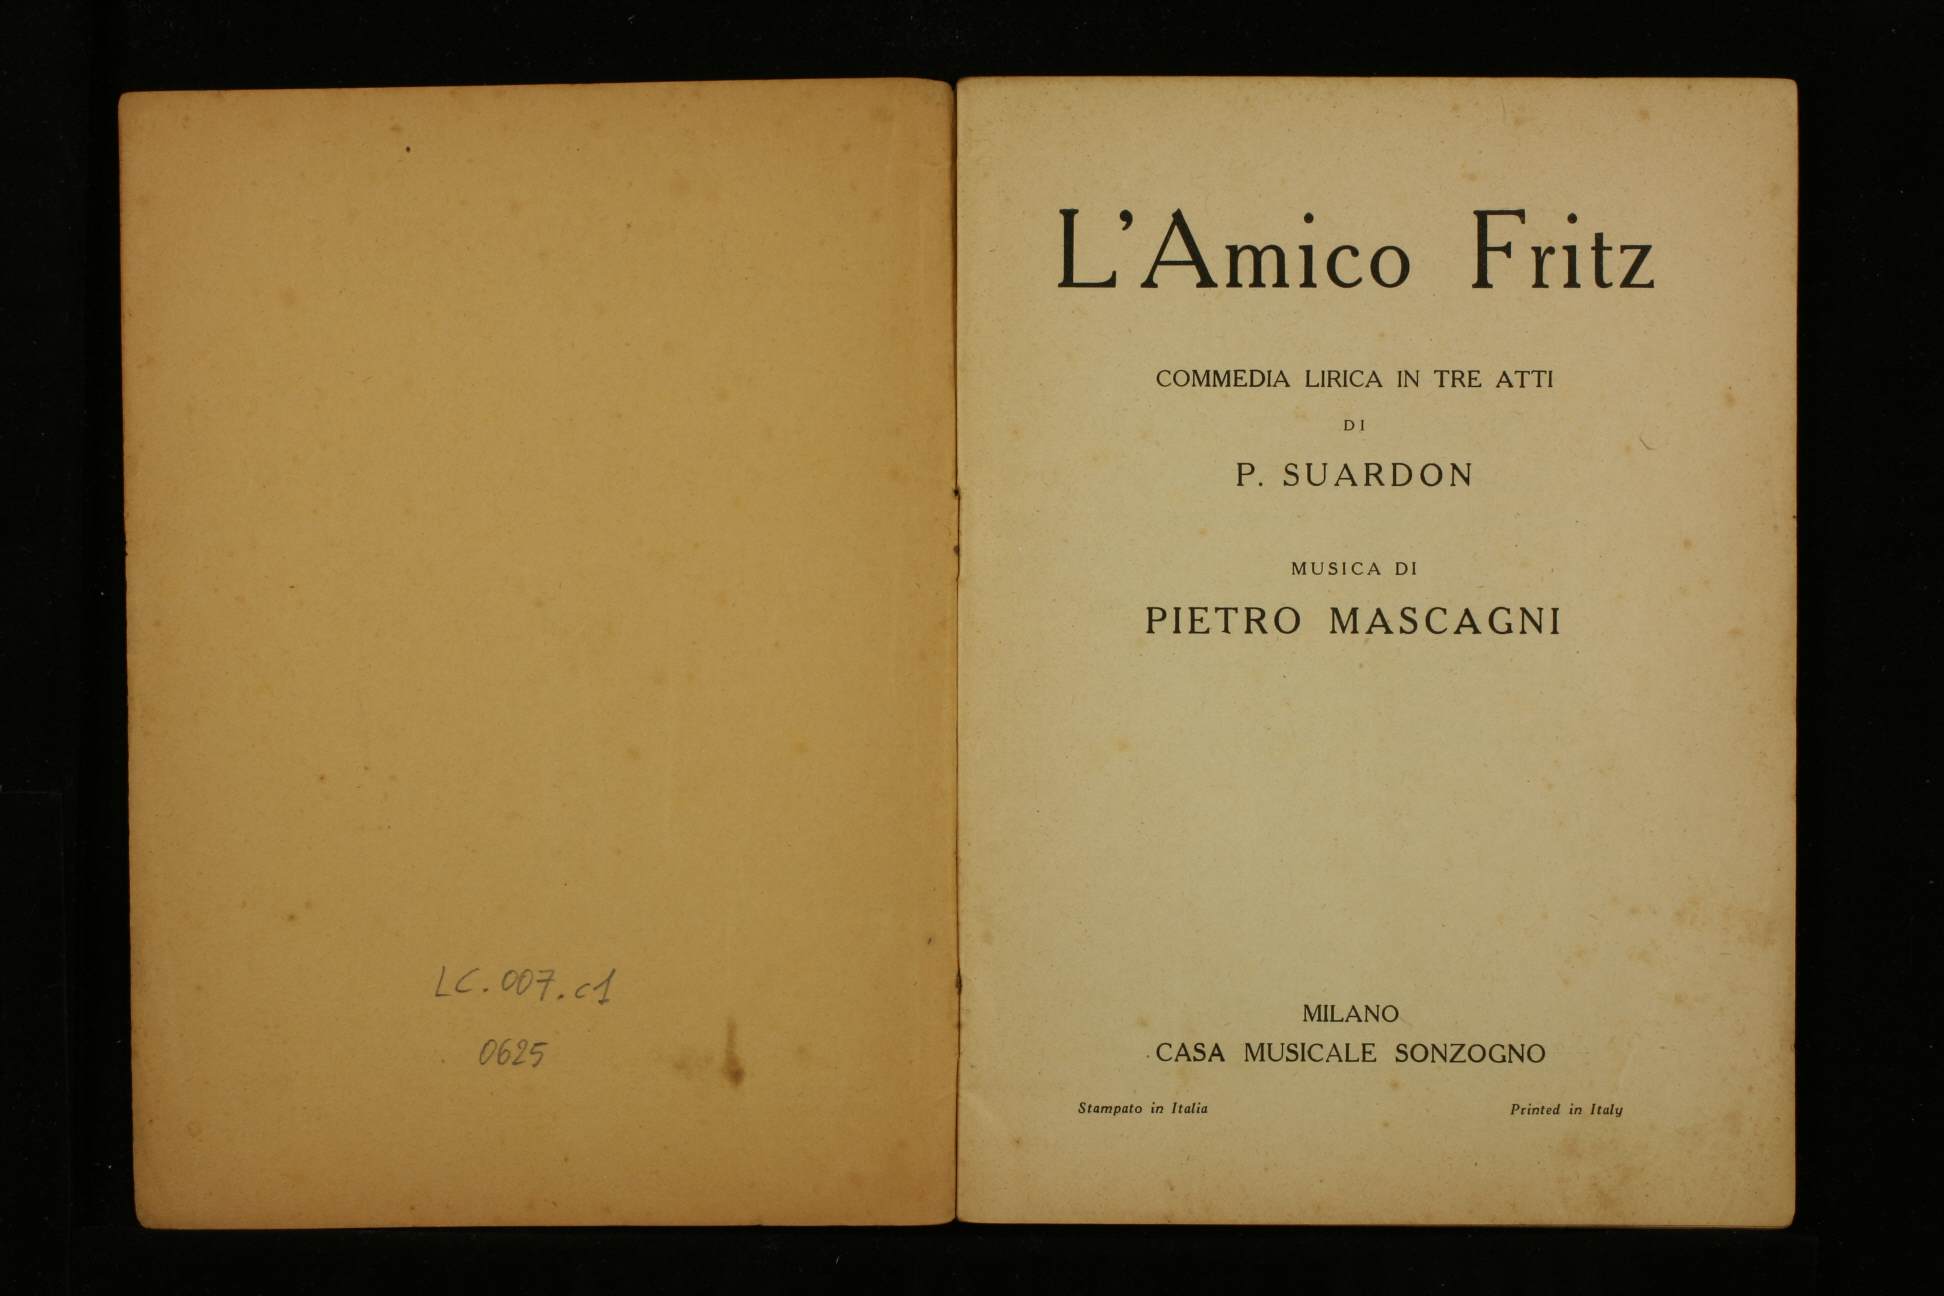 LC.007.c1
0625
L'Amico Fritz
COMMEDIA LIRICA IN TRE ATTI
DI
P. SUARDON
MUSICA DI
PIETRO MASCAGNI
MILANO
CASA MUSICALE SONZOGNO
Stampato in Italia
Printed in Italy